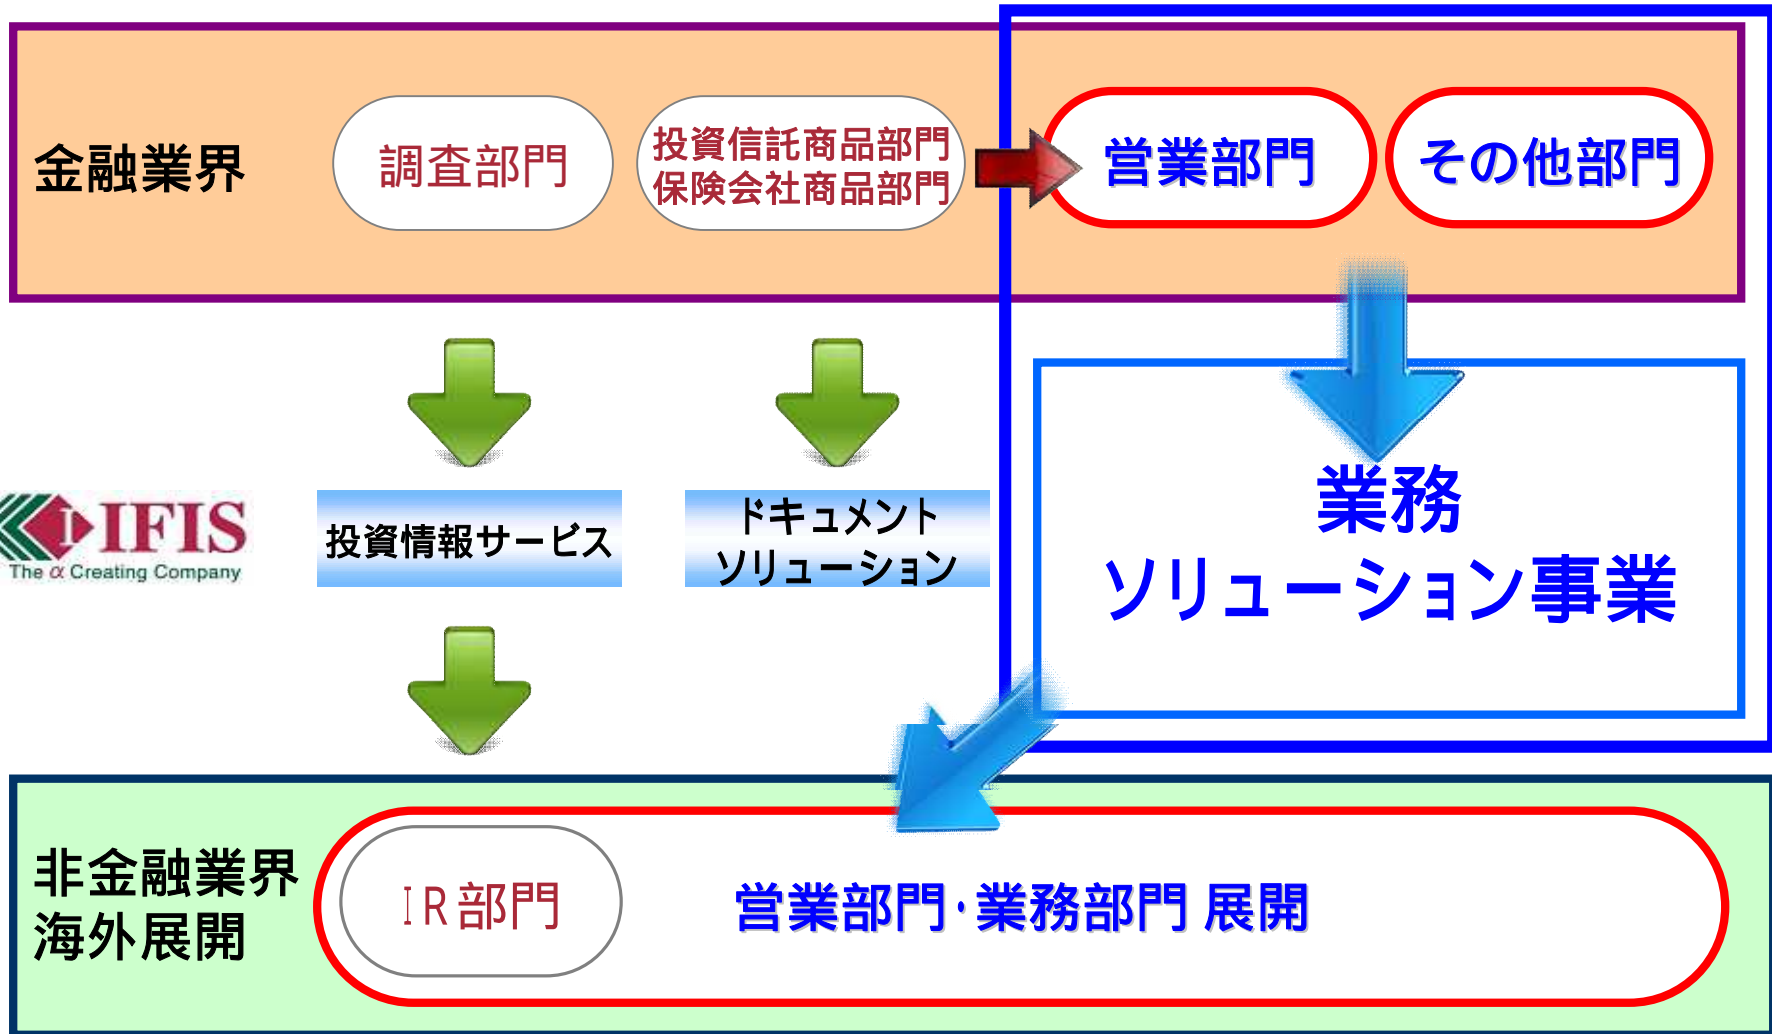 金融業界
調査部門
投資信託商品部門
保険会社商品部門
営業部門
その他部門
IFIS
The α Creating Company
投資情報サービス
ドキュメント
ソリューション
業務
ソリューション事業
非金融業界
海外展開
IR部門
営業部門・業務部門 展開